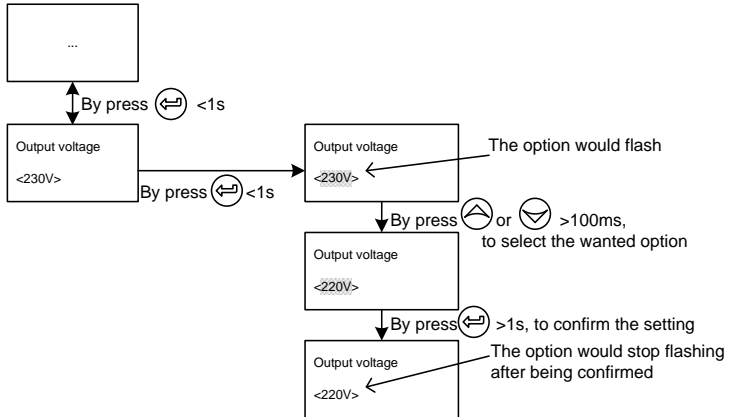 ...
By press <1s
Output voltage
<230V>
By press <1s
Output voltage
<230V>
The option would flash
By press or >100ms,
to select the wanted option
Output voltage
<220V>
By press >1s, to confirm the setting
Output voltage
<220V>
The option would stop flashing
after being confirmed